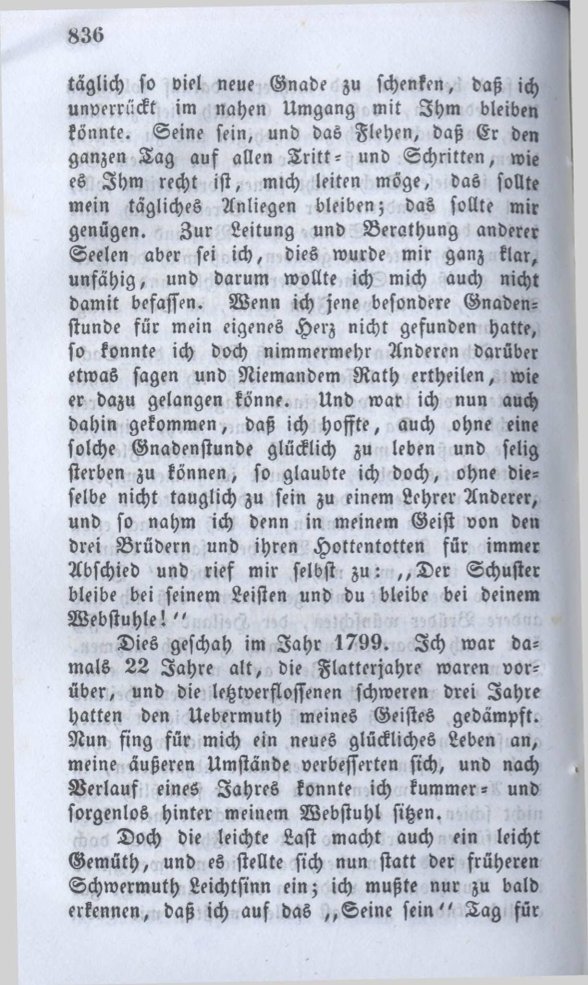 836
täglich so viel neue Gnade zu schenken, daß ich
unverrückt im nahen Umgang mit Ihm bleiben
könnte. Seine sein, und das Flehen, daß Er den
ganzen Tag auf allen Tritt- und Schritten, wie
es Ihm recht ist, mich leiten möge, das sollte
mein tägliches Anliegen bleiben; das sollte mir
genügen. Zur Leitung und Berathung anderer
Seelen aber sei ich, dies wurde mir ganz klar,
unfähig, und darum wollte ich mich auch nicht
damit befassen. Wenn ich jene besondere Gnaden-
stunde für mein eigenes Herz nicht gefunden hatte,
so konnte ich doch nimmermehr Anderen darüber
etwas sagen und Niemandem Rath ertheilen, wie
er dazu gelangen könne. Und war ich nun auch
dahin gekommen, daß ich hoffte, auch ohne eine
solche Gnadenstunde glücklich zu leben und selig
sterben zu können, so glaubte ich doch, ohne die-
selbe nicht tauglich zu sein zu einem Lehrer Anderer,
und so nahm ich denn in meinem Geist von den
drei Brüdern und ihren Hottentotten für immer
Abschied und rief mir selbst zu: „Der Schuster
bleibe bei seinem Leisten und du bleibe bei deinem
Webstuhle!“
Dies geschah im Jahr 1799. Ich war da-
mals 22 Jahre alt, die Flatterjahre waren vor-
über, und die letztverflossenen schweren drei Jahre
hatten den Uebermuth meines Geistes gedämpft.
Nun fing für mich ein neues glückliches Leben an,
meine äußeren Umstände verbesserten sich, und nach
Verlauf eines Jahres konnte ich kummer- und
sorgenlos hinter meinem Webstuhl sitzen.
Doch die leichte Last macht auch ein leicht
Gemüth, und es stellte sich nun statt der früheren
Schwermuth Leichtsinn ein; ich mußte nur zu bald
erkennen, daß ich auf das „Seine sein“ Tag für